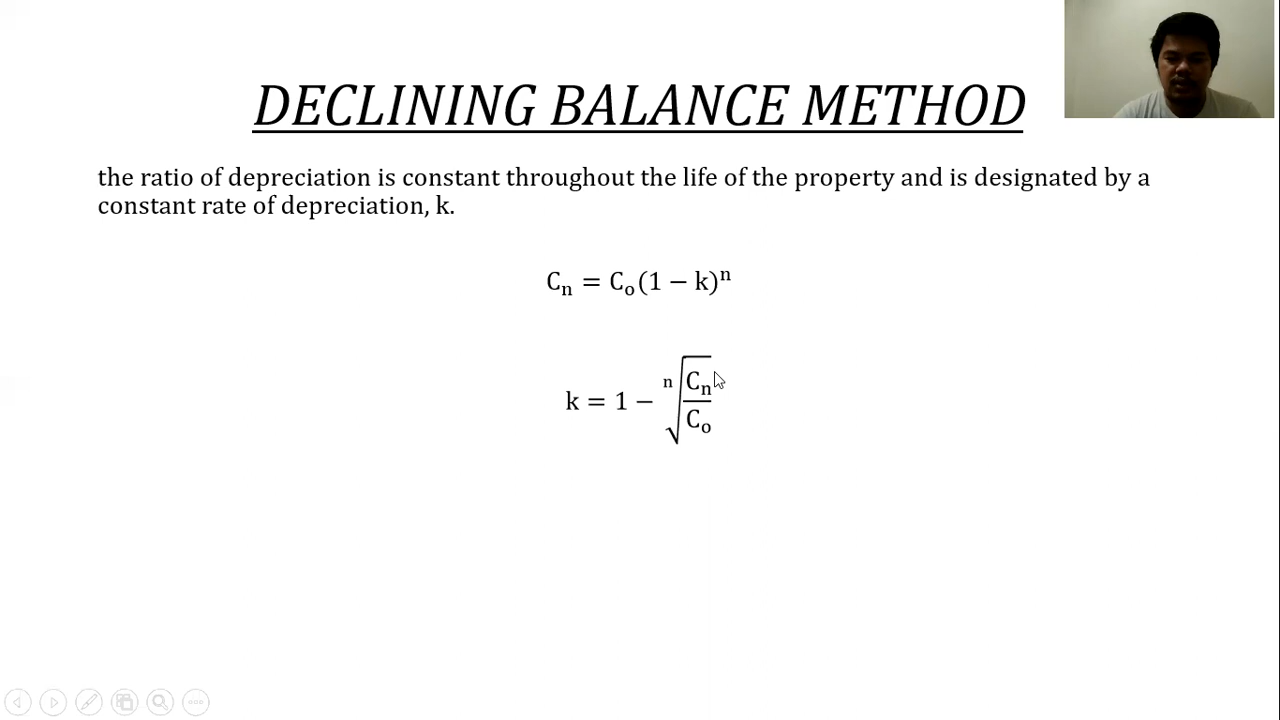 DECLINING BALANCE METHOD
the ratio of depreciation is constant throughout the life of the property and is designated by a
constant rate of depreciation, k.
Cₙ = Cₒ(1 − k)ⁿ
k = 1 − ⁿ√(Cₙ/Cₒ)